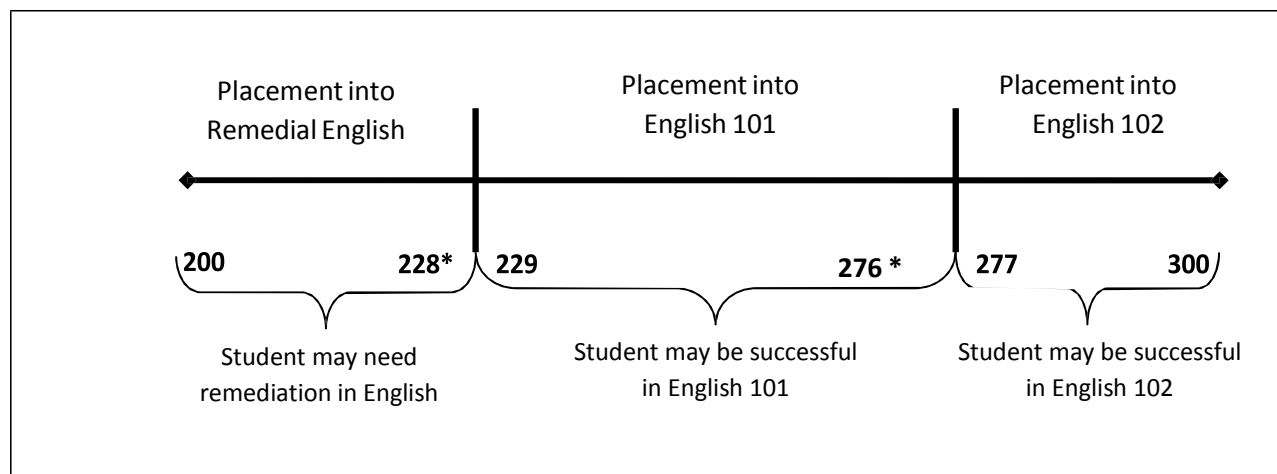 Placement into
Remedial English
Placement into
English 101
Placement into
English 102
200
228*
229
276 *
277
300
Student may need
remediation in English
Student may be successful
in English 101
Student may be successful
in English 102